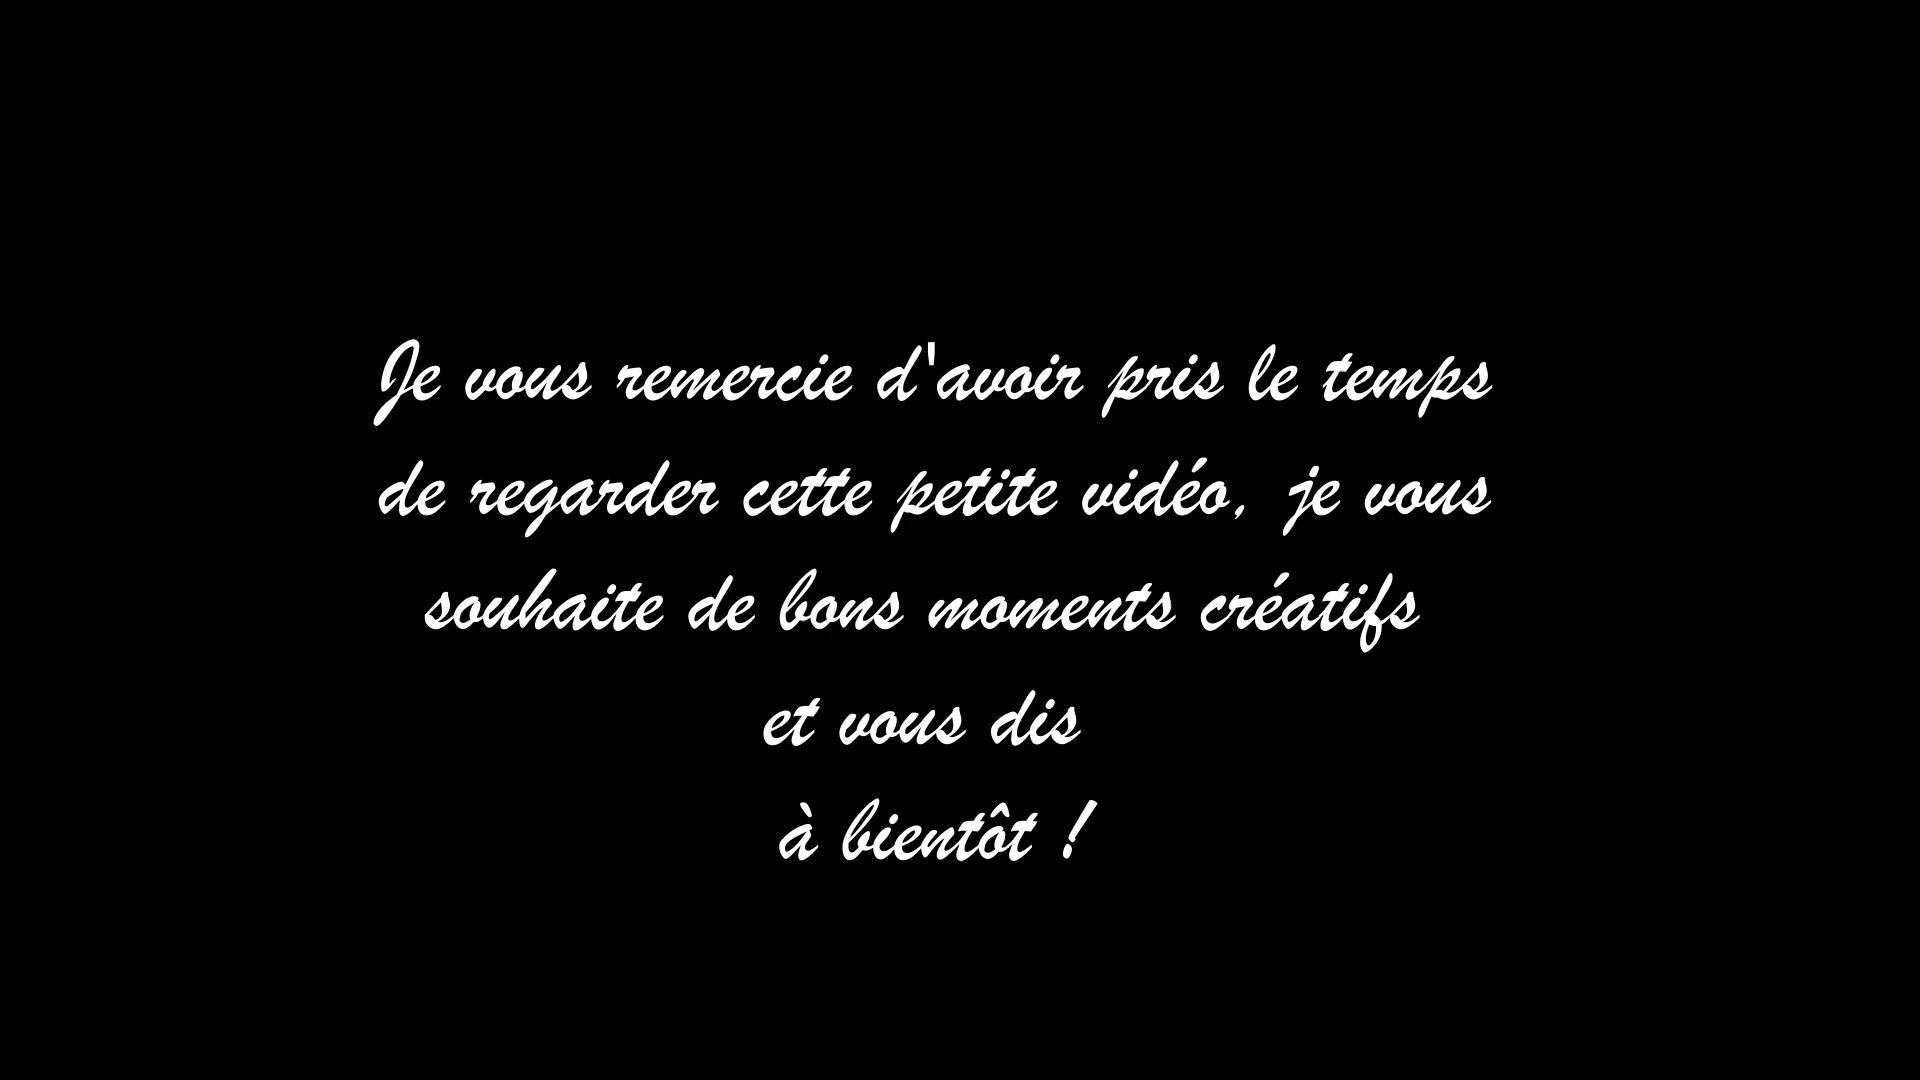 Je vous remercie d'avoir pris le temps
de regarder cette petite vidéo, je vous
souhaite de bons moments créatifs
et vous dis
à bientôt !